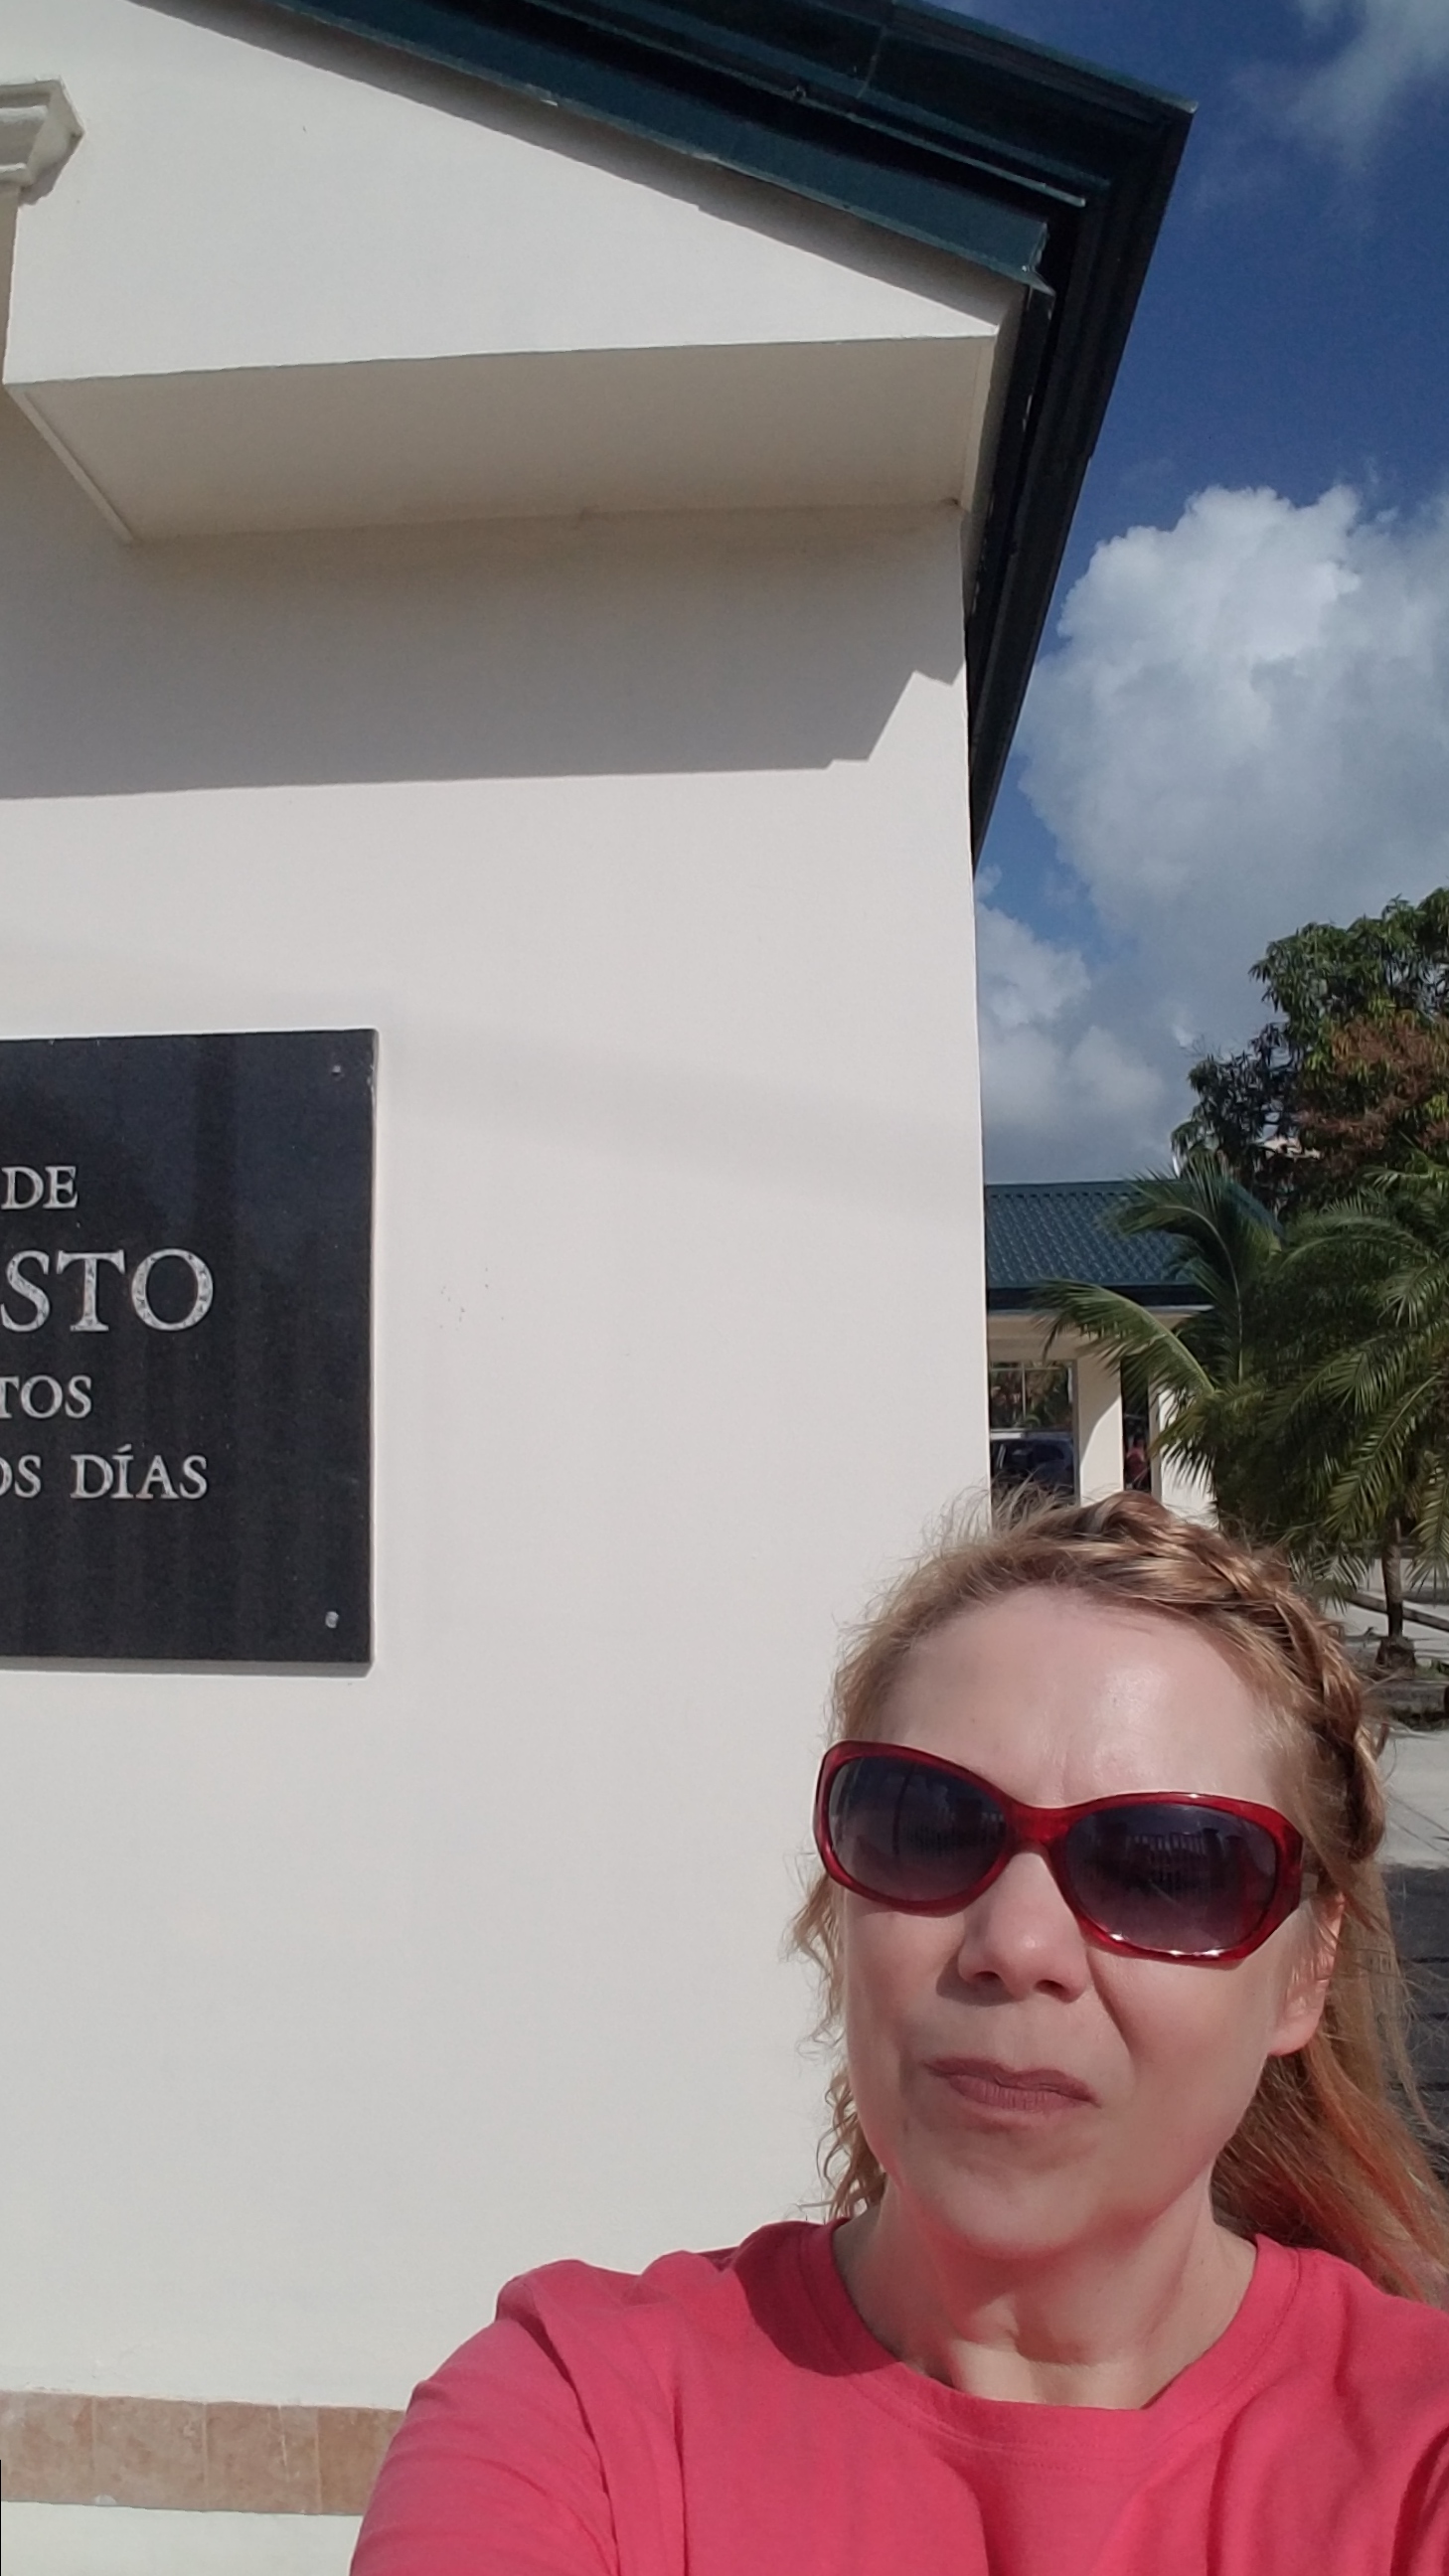 DE
STO
TOS
OS DÍAS